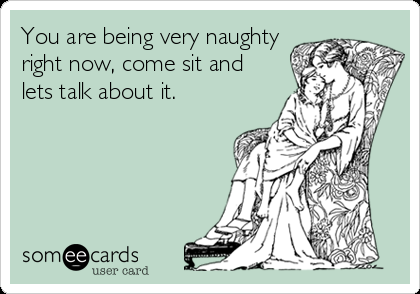 You are being very naughty
right now, come sit and
lets talk about it.
someecards
user card